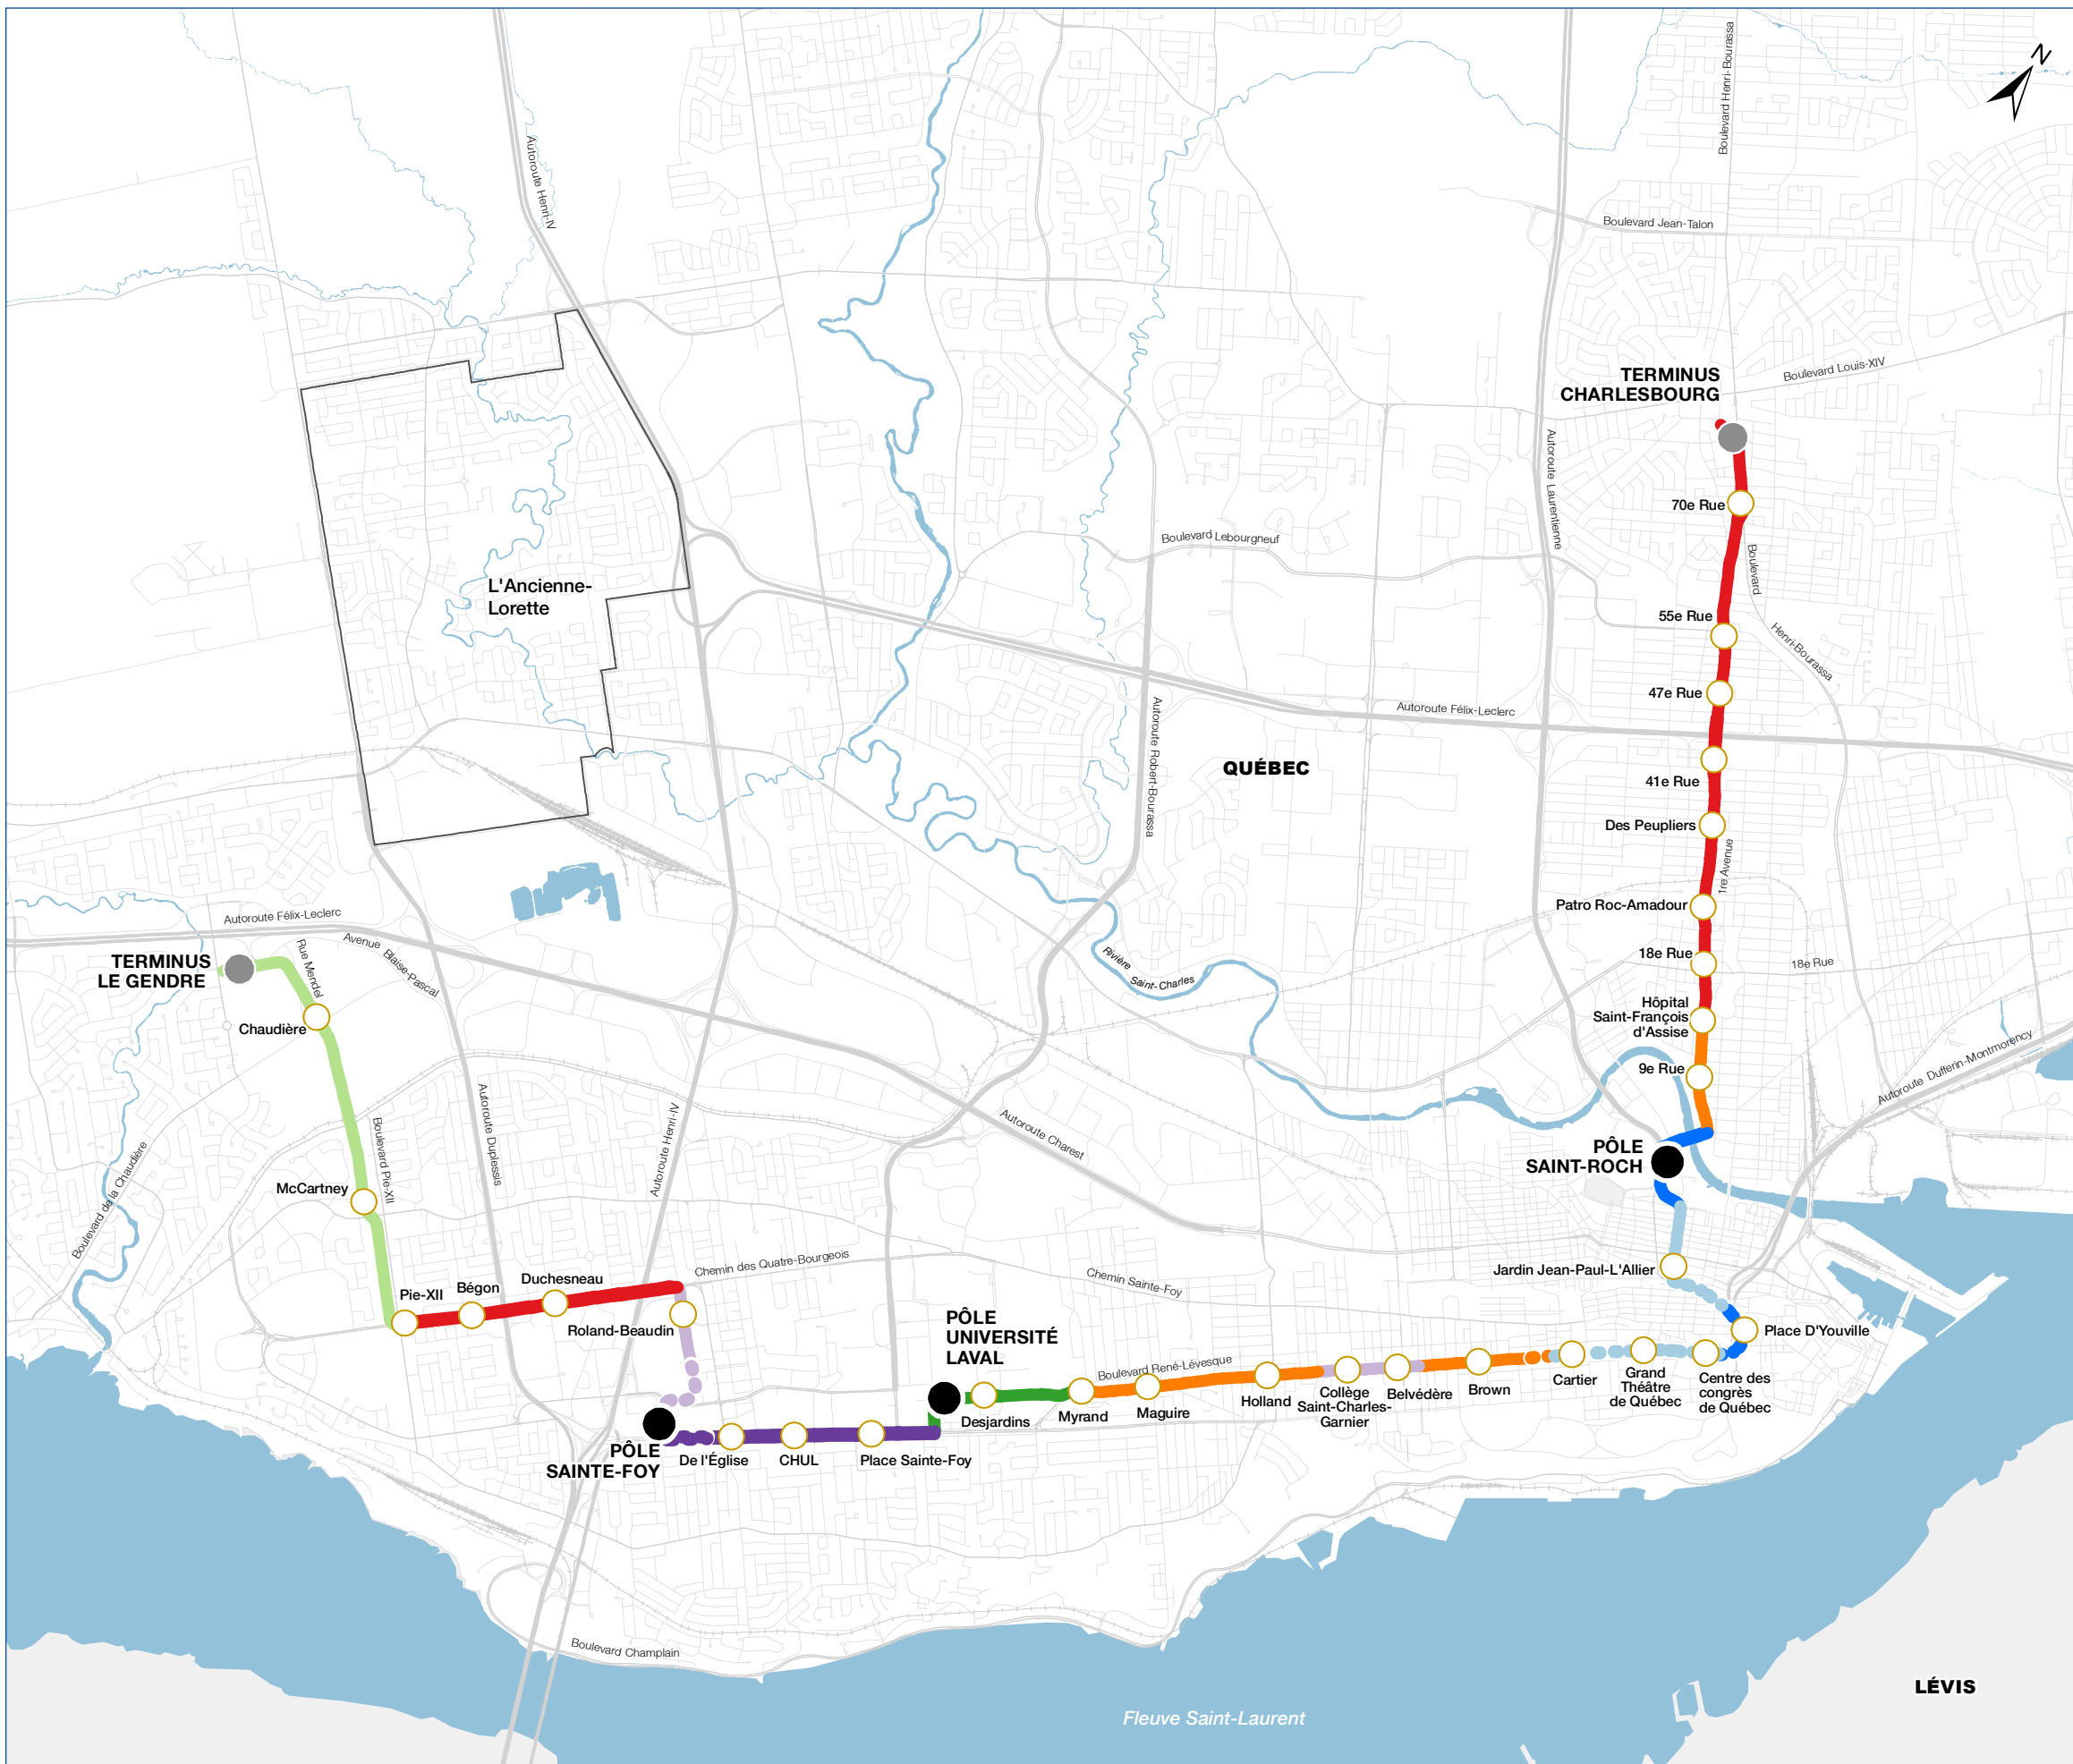 N
Boulevard Henri-Bourassa
Autoroute Henri-IV
Boulevard Jean-Talon
Boulevard Louis-XIV
TERMINUS
CHARLESBOURG
Autoroute Laurentienne
70e Rue
Boulevard Lebourgneuf
Boulevard
L'Ancienne-
Lorette
55e Rue
Henri-Bourassa
47e Rue
Autoroute Robert-Bourassa
Autoroute Félix-Leclerc
QUÉBEC
41e Rue
Des Peupliers
1re Avenue
Patro Roc-Amadour
Autoroute Félix-Leclerc
Avenue Blaise-Pascal
Rue Mendel
TERMINUS
LE GENDRE
Rivière
Saint-Charles
18e Rue
18e Rue
Chaudière
Hôpital
Saint-François
d'Assise
9e Rue
Autoroute Dufferin-Montmorency
Autoroute Duplessis
Autoroute Henri-IV
Autoroute Charest
Boulevard Pie-XII
Boulevard de la Chaudière
PÔLE
SAINT-ROCH
McCartney
Chemin des Quatre-Bourgeois
Chemin Sainte-Foy
Jardin Jean-Paul-L'Allier
Pie-XII
Bégon
Duchesneau
Roland-Beaudin
PÔLE
UNIVERSITÉ
LAVAL
Place D'Youville
Boulevard René-Lévesque
Desjardins
Myrand
Maguire
Holland
Collège
Saint-Charles-
Garnier
Belvédère
Brown
Cartier
Grand
Théâtre
de Québec
Centre des
congrès
de Québec
PÔLE
SAINTE-FOY
De l'Église
CHUL
Place Sainte-Foy
Boulevard Champlain
LÉVIS
Fleuve Saint-Laurent